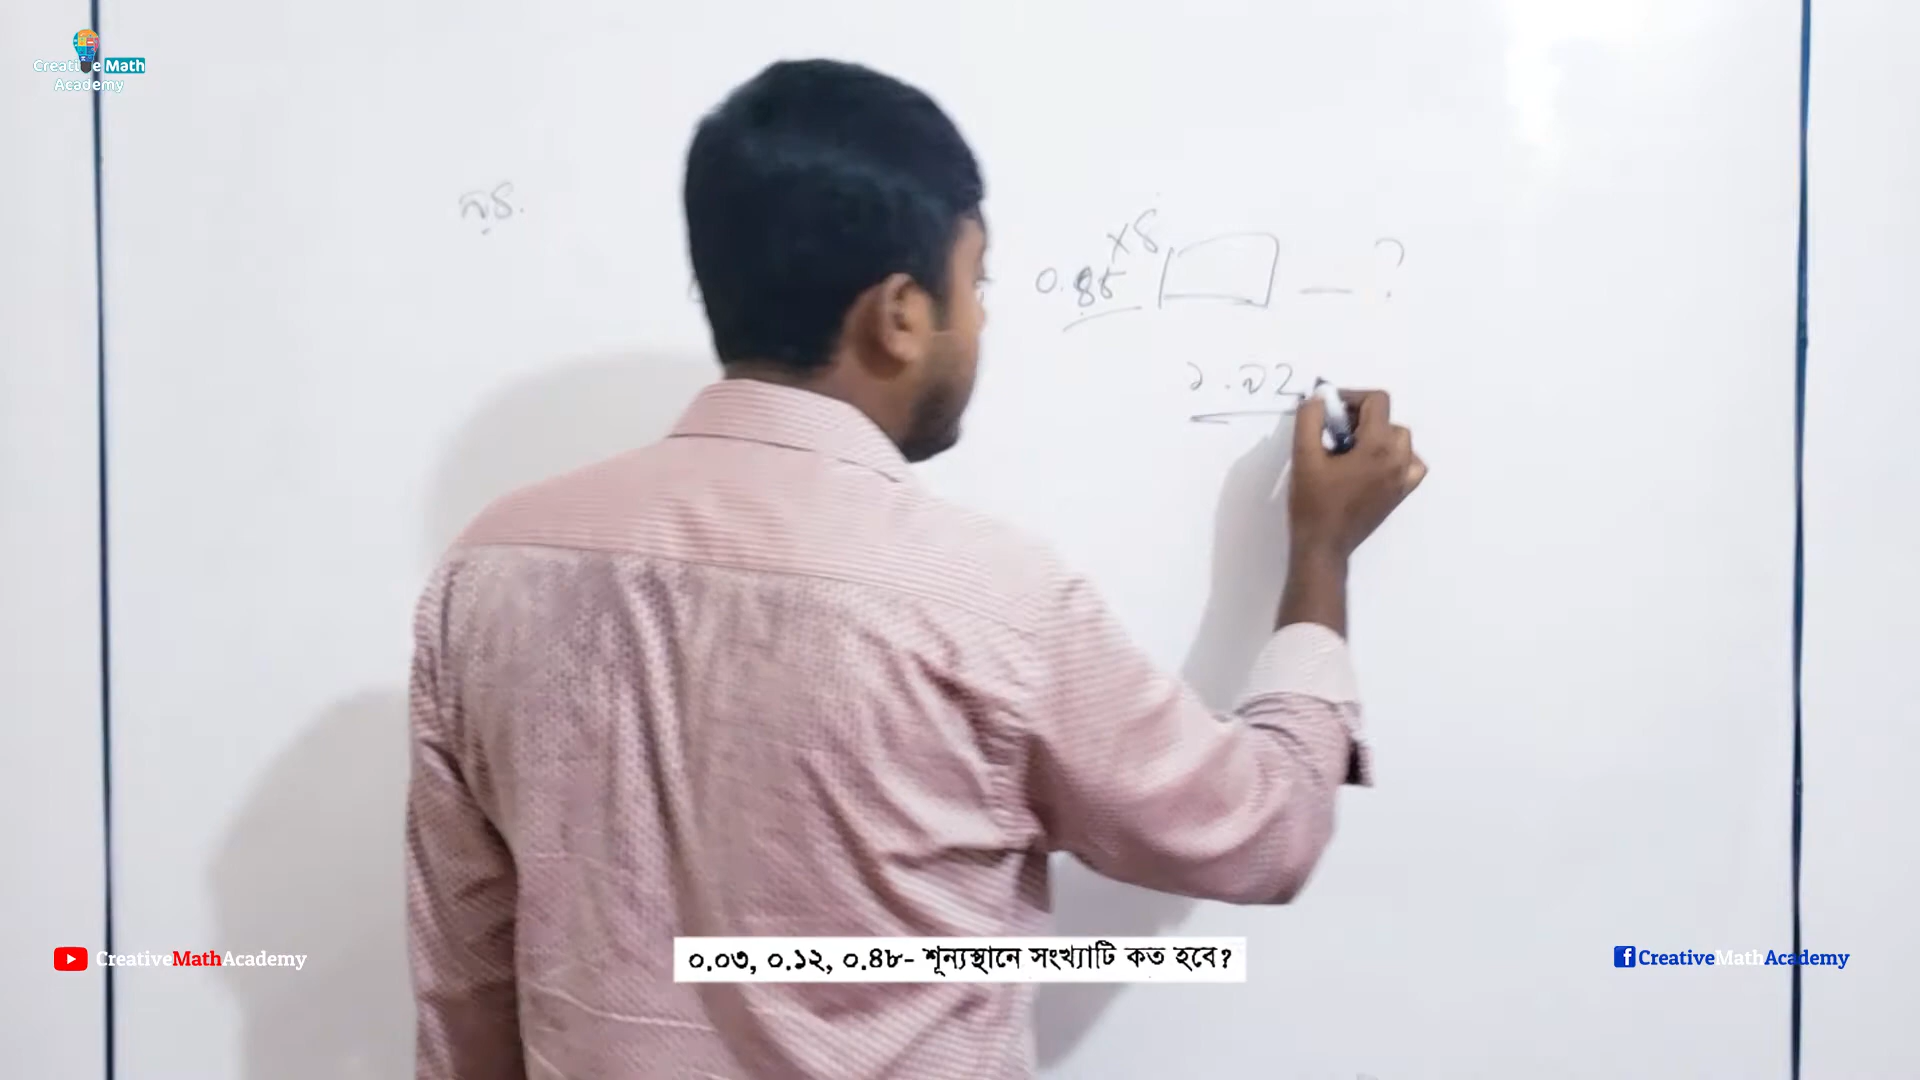 Creative Math
Academy
নূ৪.
×৪
০.৪৮ _ ?
১.৯২
০.০৩, ০.১২, ০.৪৮- শূন্যস্থানে সংখ্যাটি কত হবে?
CreativeMathAcademy
CreativeMathAcademy